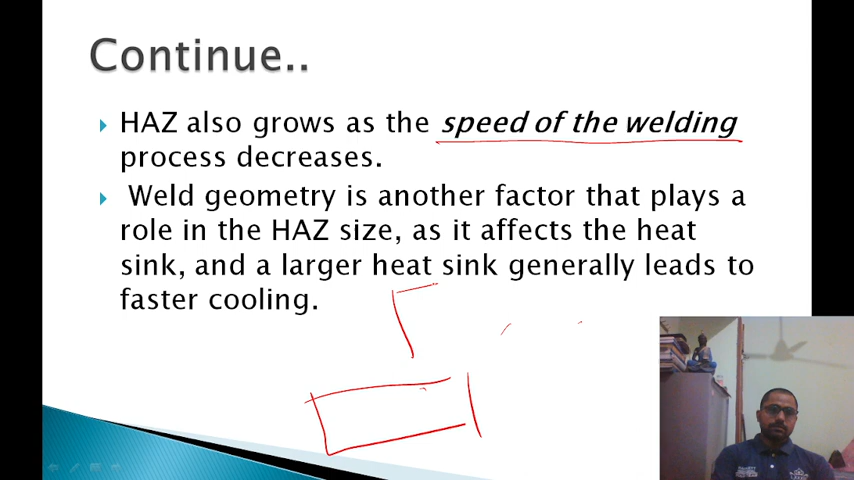 Continue..
HAZ also grows as the speed of the welding
process decreases.
Weld geometry is another factor that plays a
role in the HAZ size, as it affects the heat
sink, and a larger heat sink generally leads to
faster cooling.